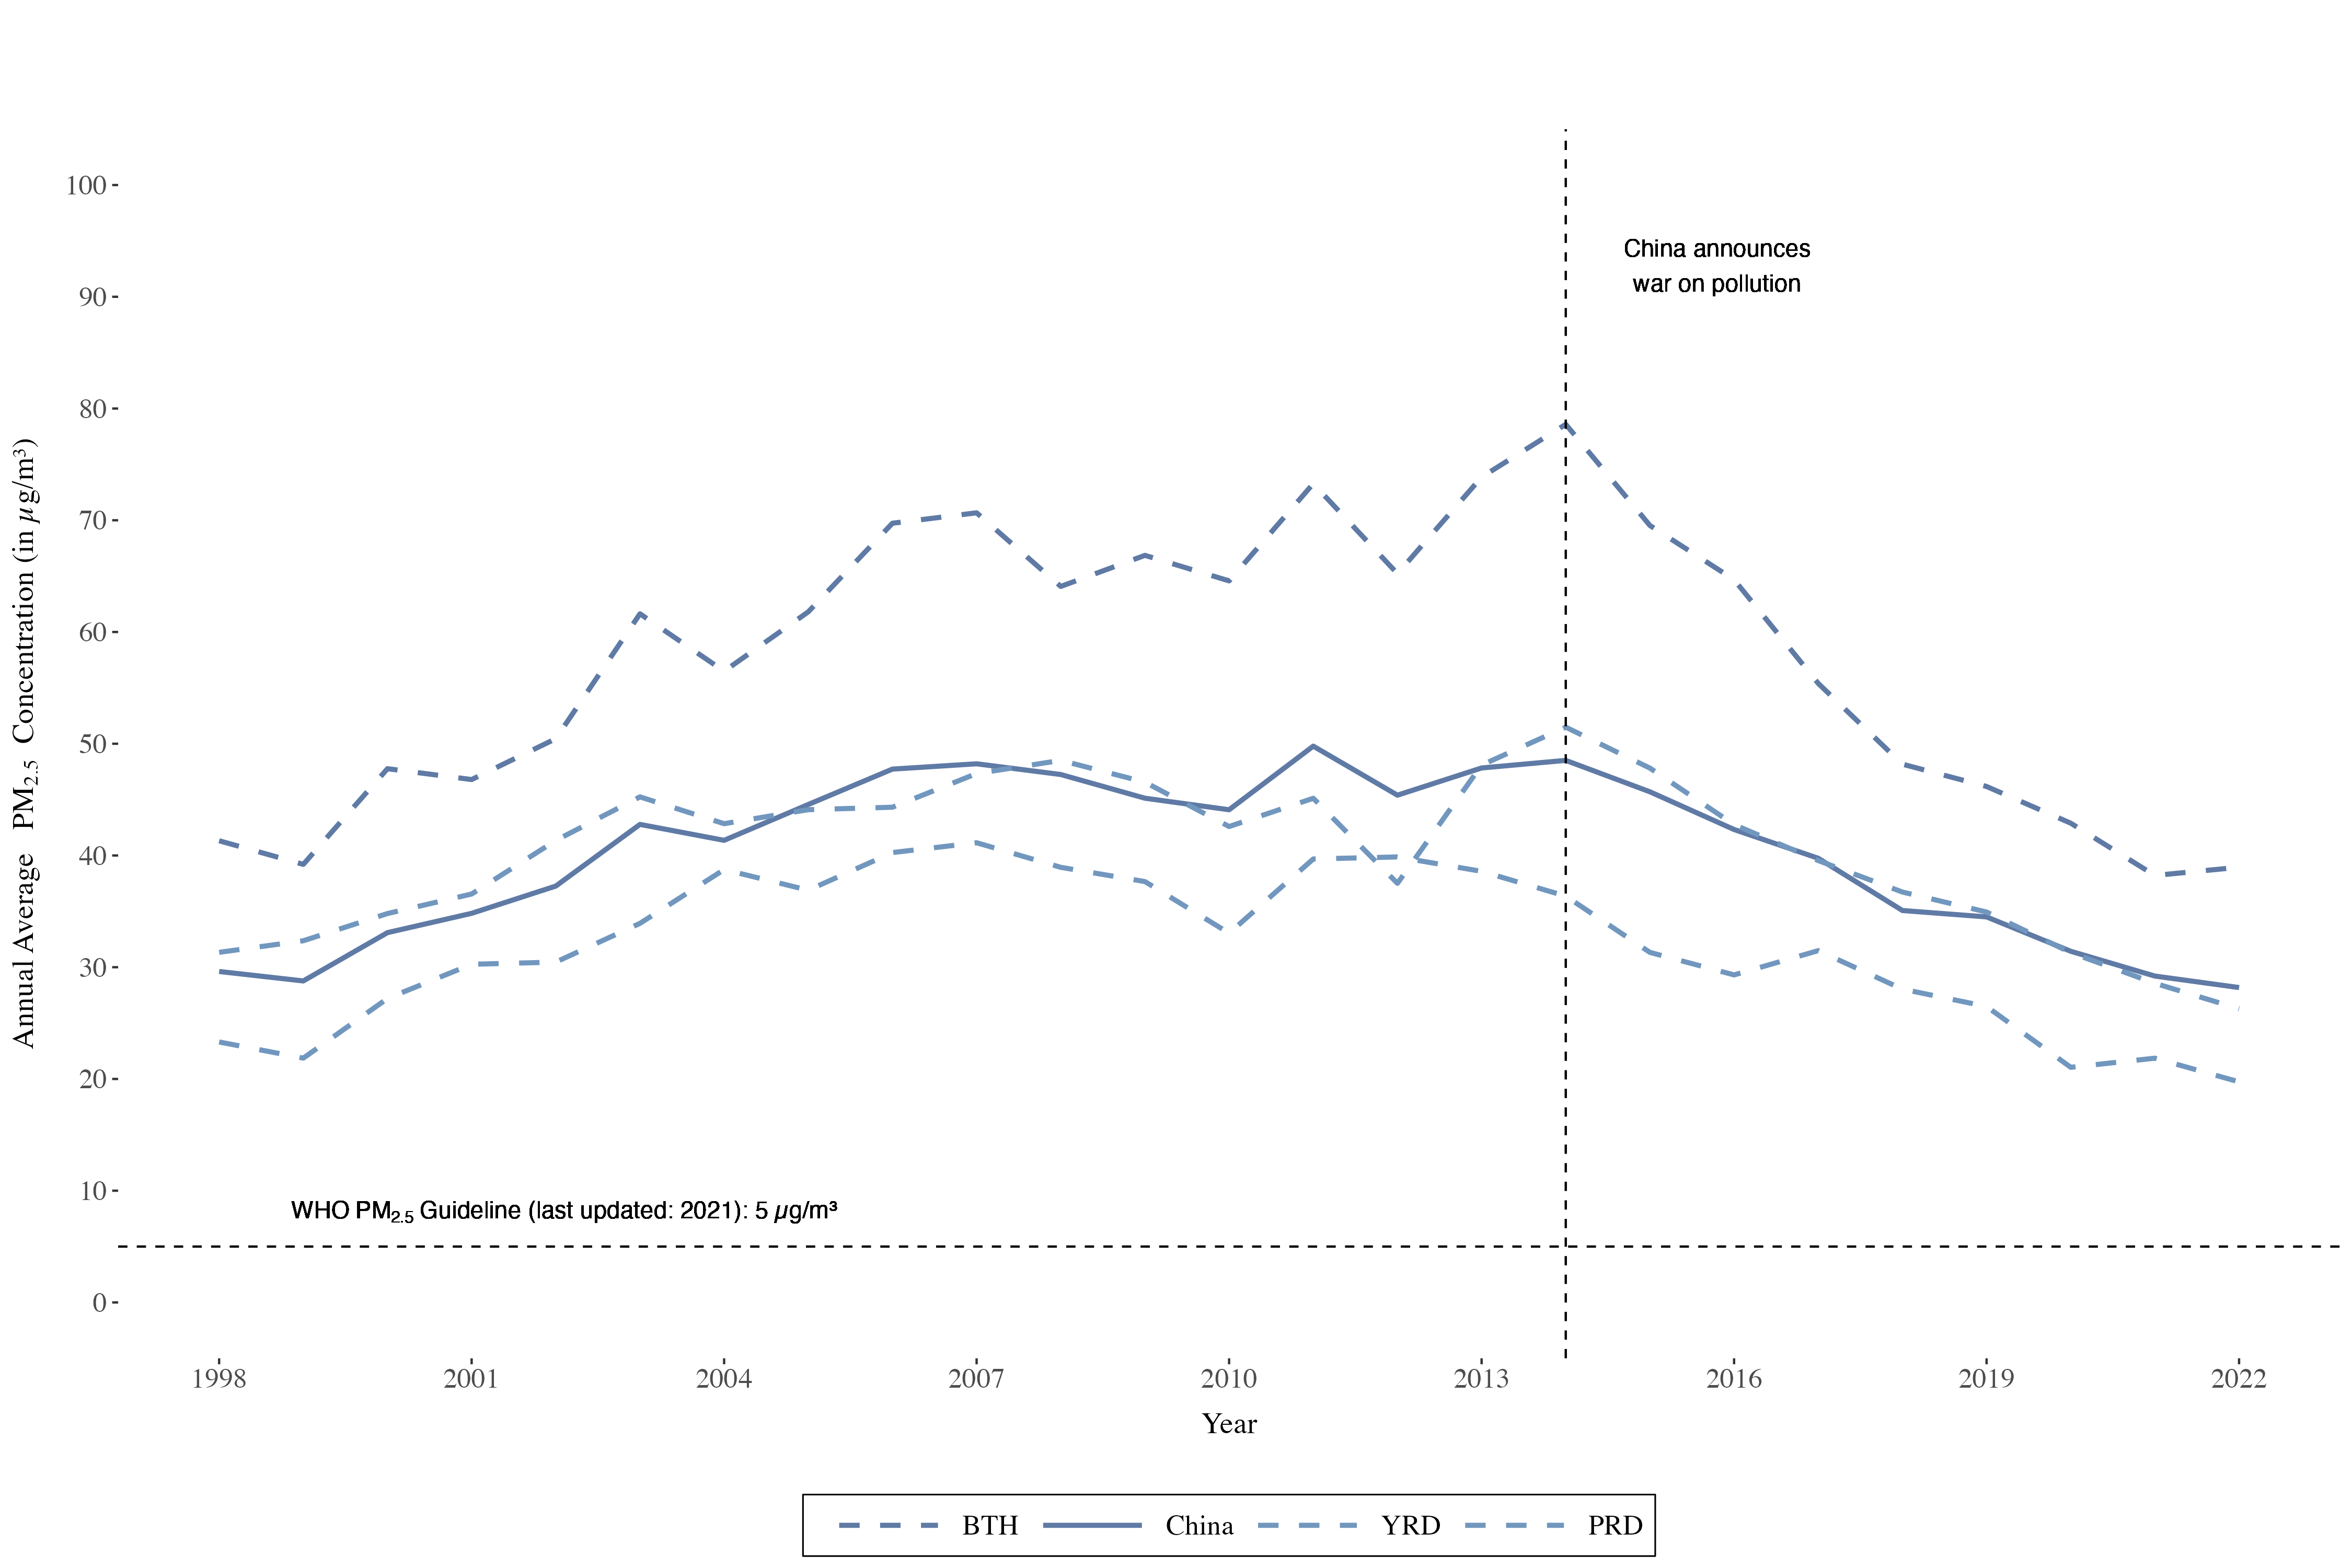 100
90
80
70
60
50
40
30
20
10
0
Annual Average PM2.5 Concentration (in µg/m³)
China announces
war on pollution
WHO PM2.5 Guideline (last updated: 2021): 5 µg/m³
1998 2001 2004 2007 2010 2013 2016 2019 2022
Year
BTH China YRD PRD